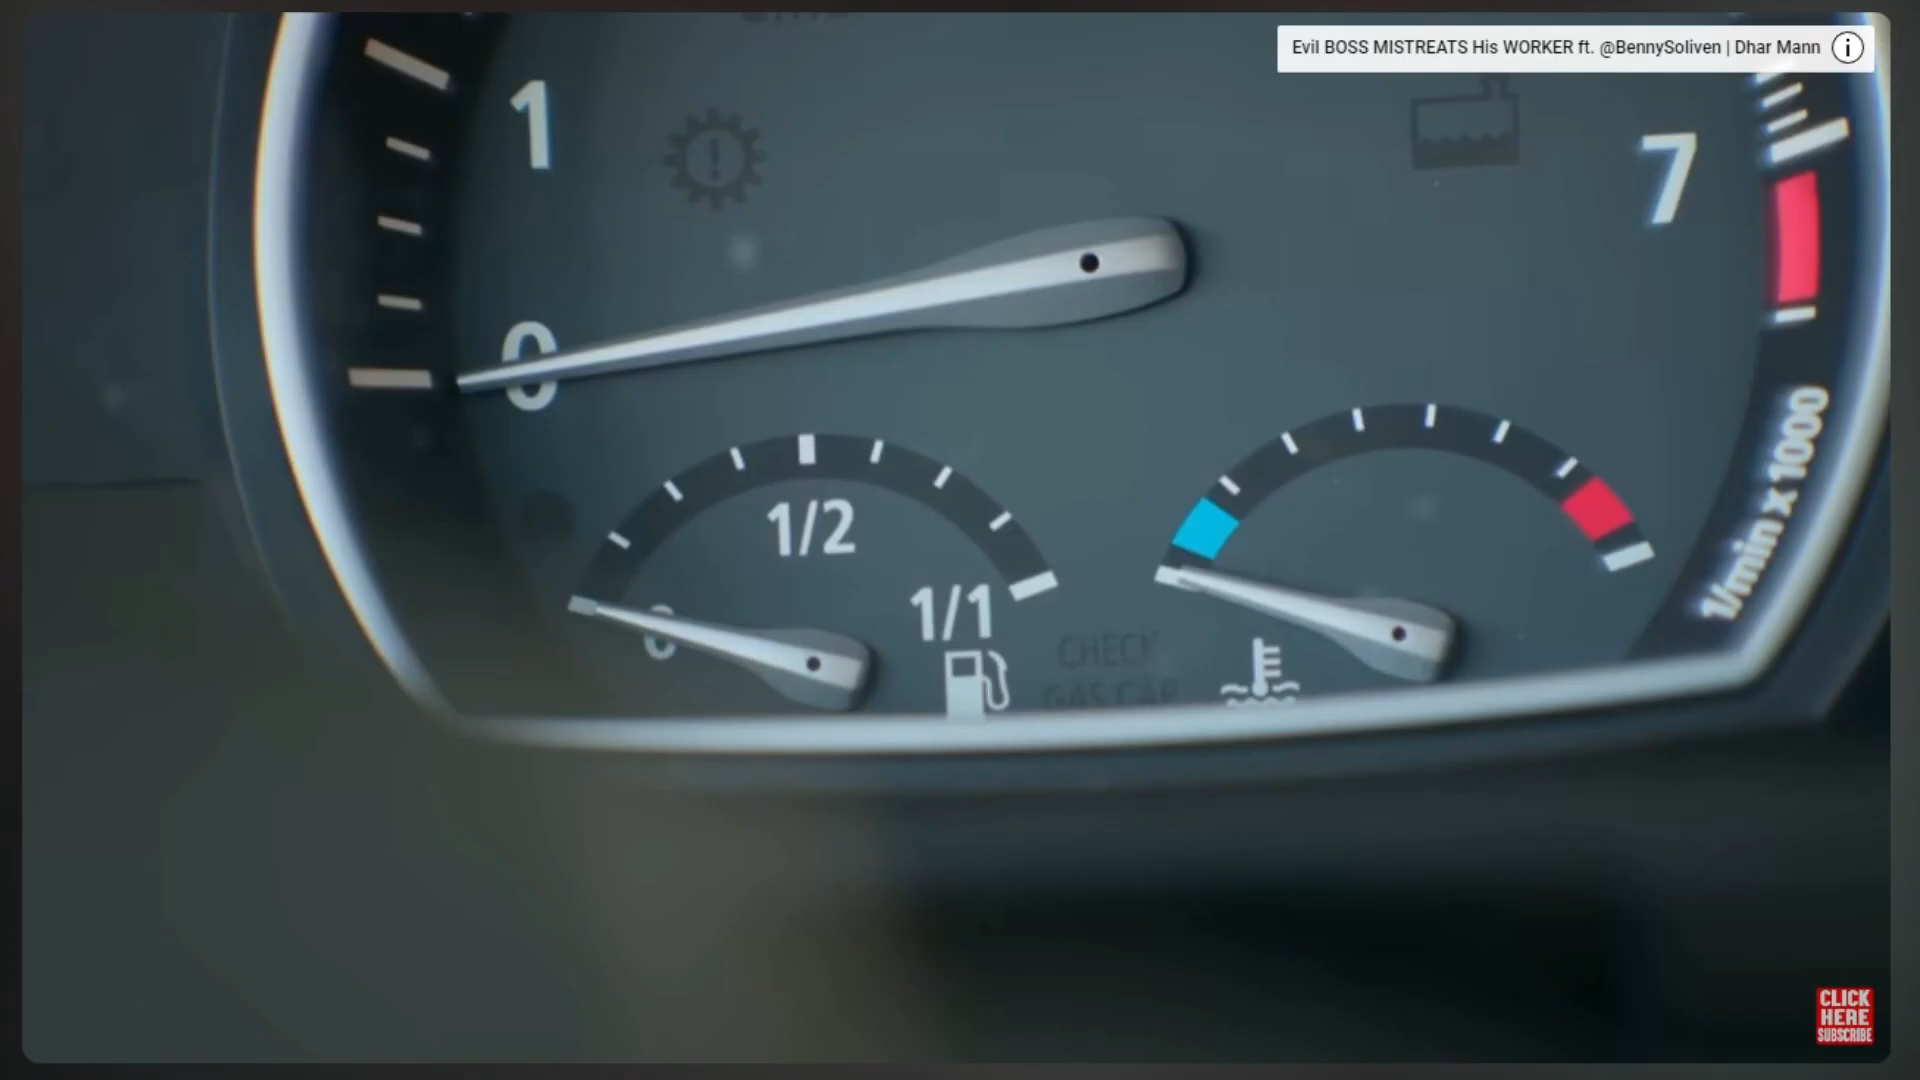 Evil BOSS MISTREATS His WORKER ft. @BennySoliven | Dhar Mann
1
7
0
1/2
1/1
0
CHECK
GAS CAP
1/min x 1000
CLICK
HERE
SUBSCRIBE